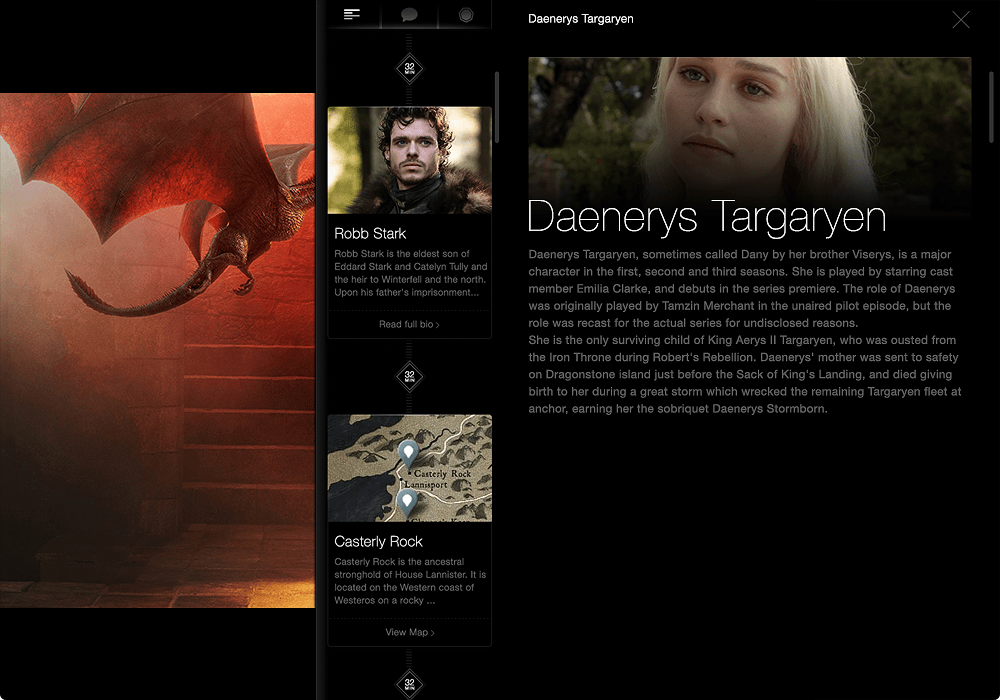 32
MIN
Robb Stark
Robb Stark is the eldest son of
Eddard Stark and Catelyn Tully and
the heir to Winterfell and the north.
Upon his father's imprisonment...
Read full bio ›
32
MIN
Casterly Rock
Lannisport
Casterly Rock
Casterly Rock is the ancestral
stronghold of House Lannister. It is
located on the Western coast of
Westeros on a rocky ...
View Map ›
32
MIN
Daenerys Targaryen
Daenerys Targaryen
Daenerys Targaryen, sometimes called Dany by her brother Viserys, is a major
character in the first, second and third seasons. She is played by starring cast
member Emilia Clarke, and debuts in the series premiere. The role of Daenerys
was originally played by Tamzin Merchant in the unaired pilot episode, but the
role was recast for the actual series for undisclosed reasons.
She is the only surviving child of King Aerys II Targaryen, who was ousted from
the Iron Throne during Robert's Rebellion. Daenerys' mother was sent to safety
on Dragonstone island just before the Sack of King's Landing, and died giving
birth to her during a great storm which wrecked the remaining Targaryen fleet at
anchor, earning her the sobriquet Daenerys Stormborn.